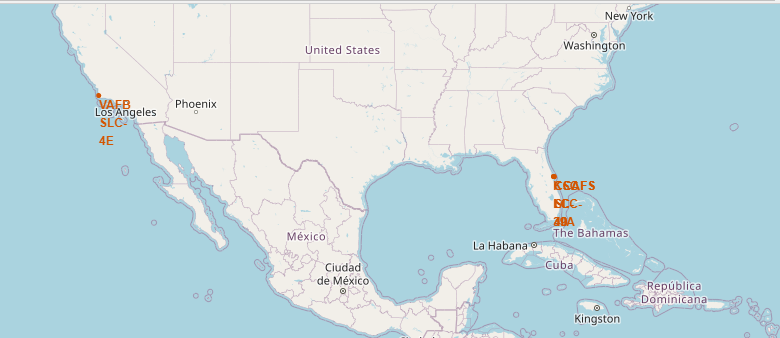 New York
Washington
United States
VAFB
SLC-
4E
Los Angeles
Phoenix
The Bahamas
La Habana
Cuba
México
Ciudad
de México
República
Dominicana
Kingston